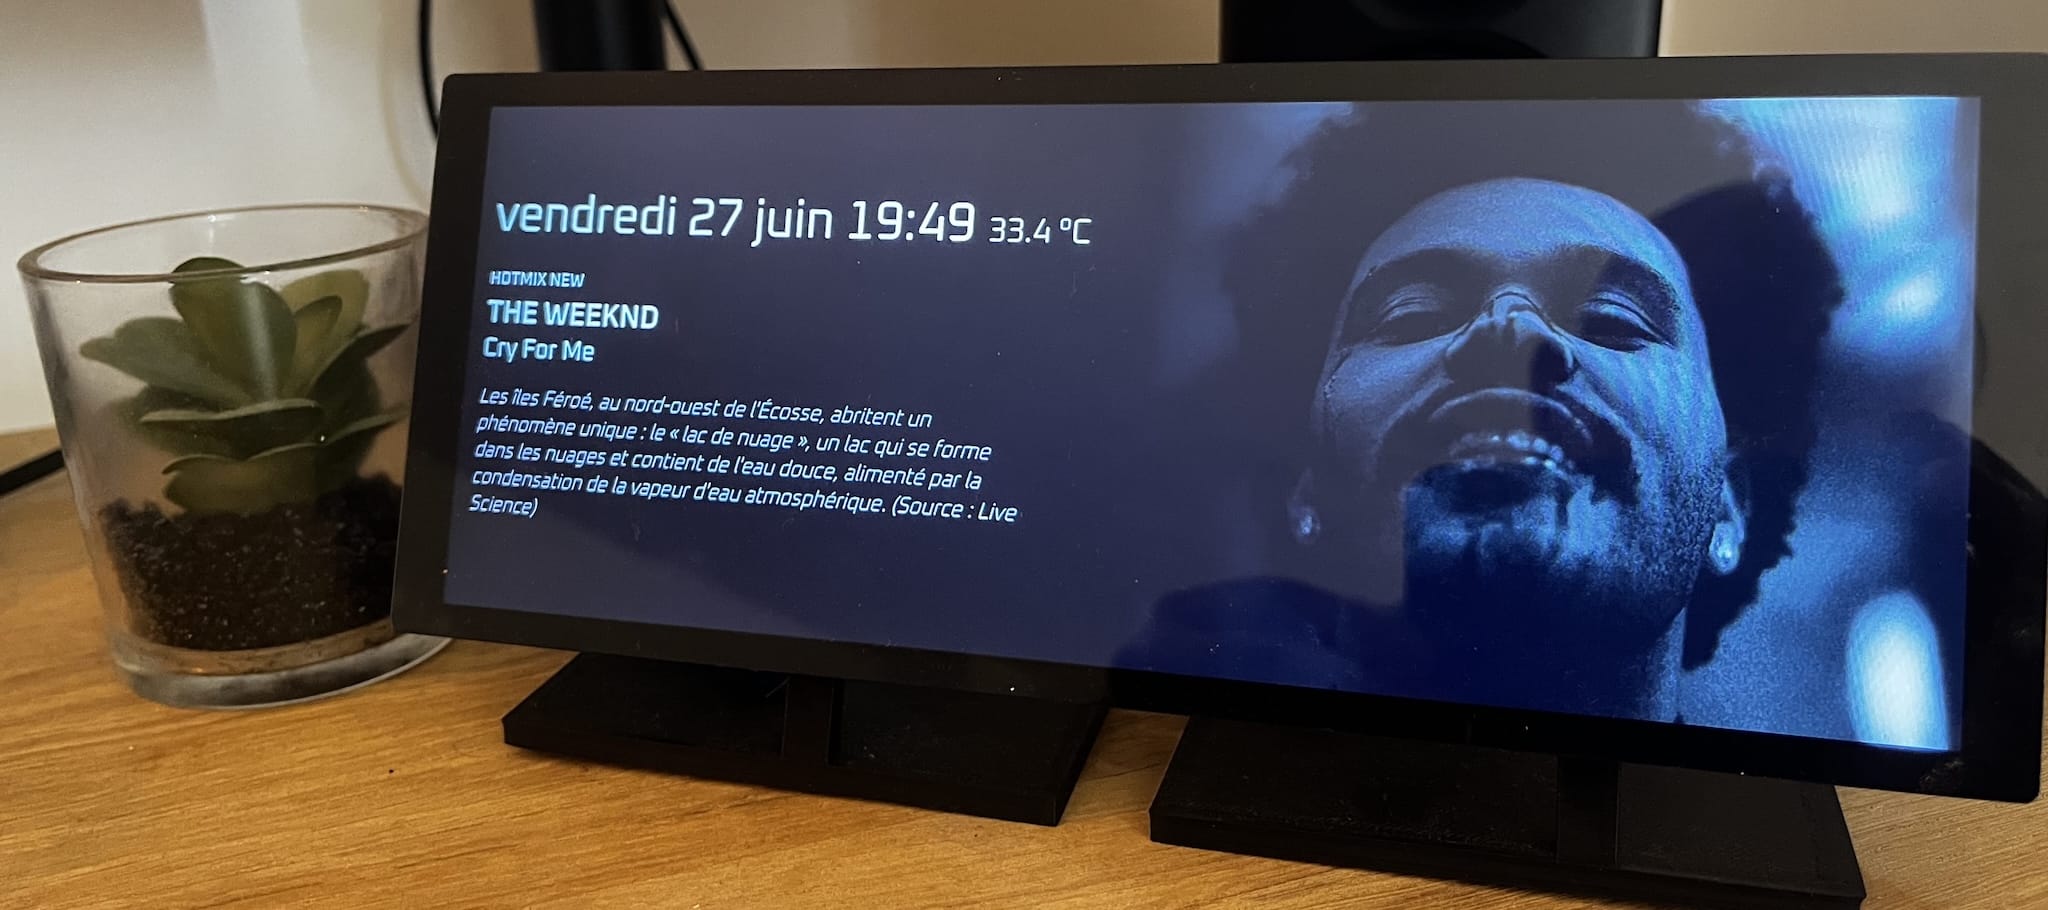 vendredi 27 juin 19:49 33.4 °C
HOTMIX NEW
THE WEEKND
Cry For Me
Les îles Féroé, au nord-ouest de l'Écosse, abritent un
phénomène unique : le « lac de nuage », un lac qui se forme
dans les nuages et contient de l'eau douce, alimenté par la
condensation de la vapeur d'eau atmosphérique. (Source : Live
Science)